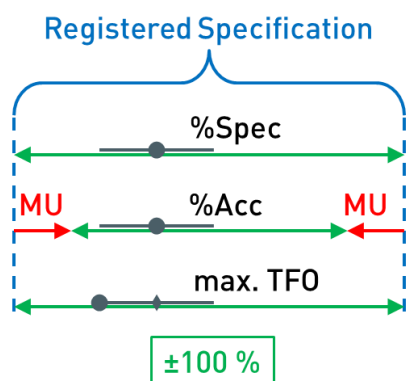 Registered Specification
%Spec
MU %Acc MU
max. TFO
±100 %